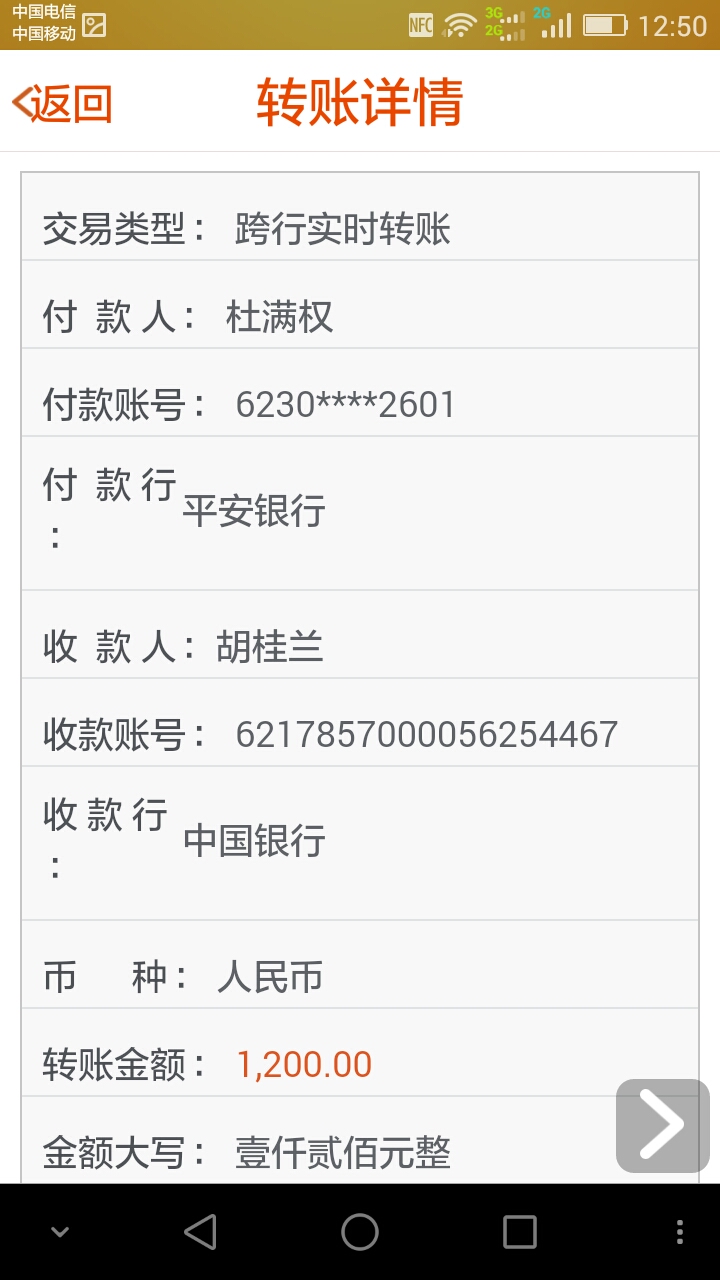 中国电信
中国移动
NFC 3G 2G 2G 12:50
返回 转账详情
交易类型： 跨行实时转账
付 款 人： 杜满权
付款账号： 6230****2601
付 款 行： 平安银行
收 款 人： 胡桂兰
收款账号： 6217857000056254467
收 款 行： 中国银行
币 种： 人民币
转账金额： 1,200.00
金额大写： 壹仟贰佰元整